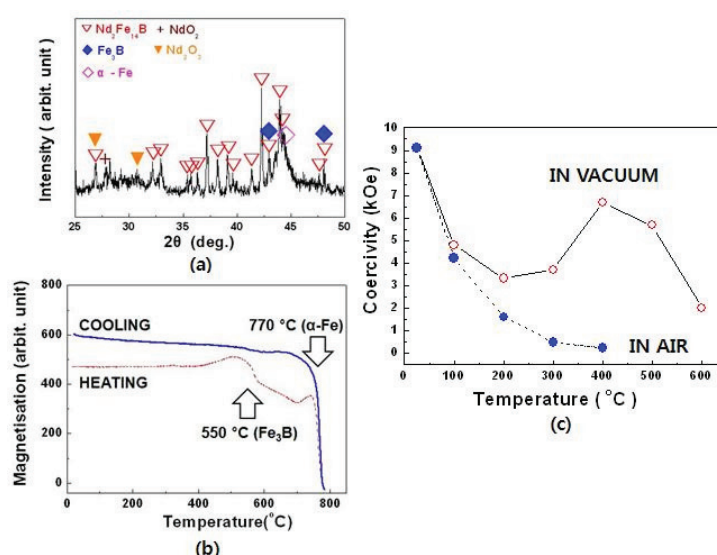 (a)
Intensity ( arbit. unit )
Nd₂Fe₁₄B
NdO₂
Fe₃B
Nd₂O₃
α - Fe
25 30 35 40 45 50
2θ (deg.)
(a)
Magnetisation (arbit. unit)
800
600
400
200
0
COOLING
HEATING
770 °C (α-Fe)
550 °C (Fe₃B)
0 200 400 600 800
Temperature(°C)
(b)
Coercivity (kOe)
10
9
8
7
6
5
4
3
2
1
0
IN VACUUM
IN AIR
100 200 300 400 500 600
Temperature ( °C)
(c)